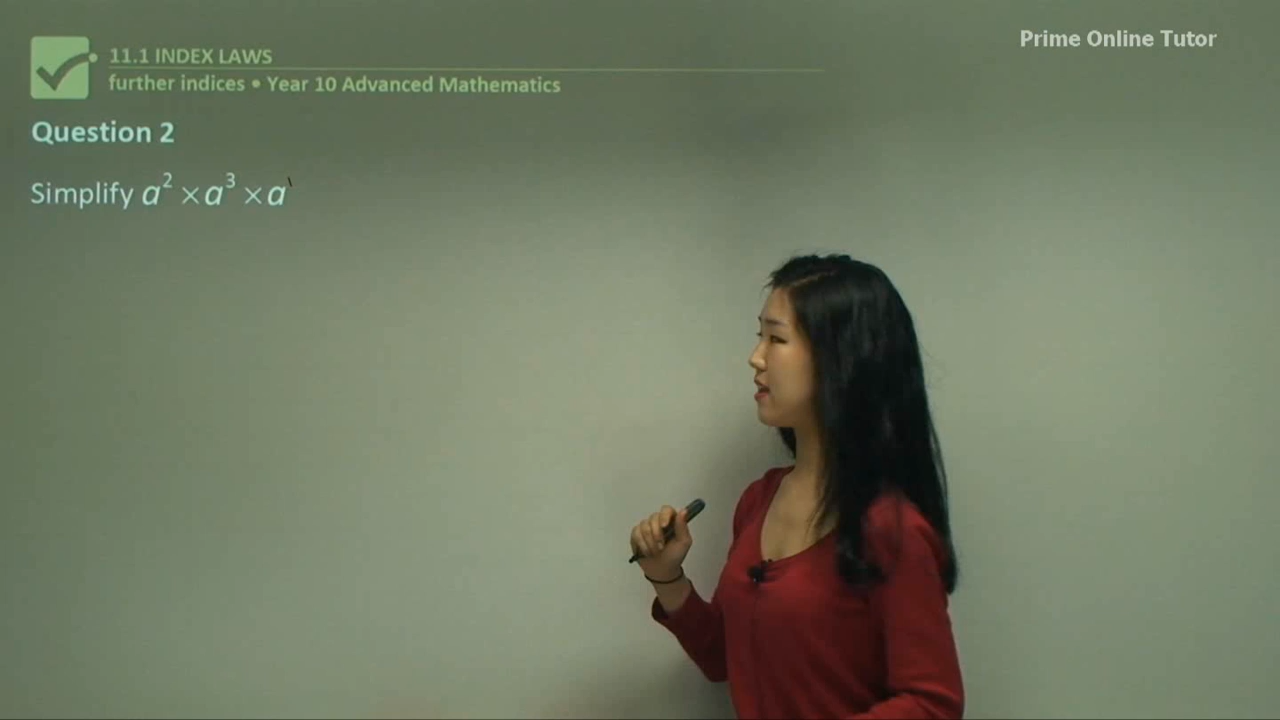 Prime Online Tutor
11.1 INDEX LAWS
further indices • Year 10 Advanced Mathematics
Question 2
Simplify a² × a³ × a